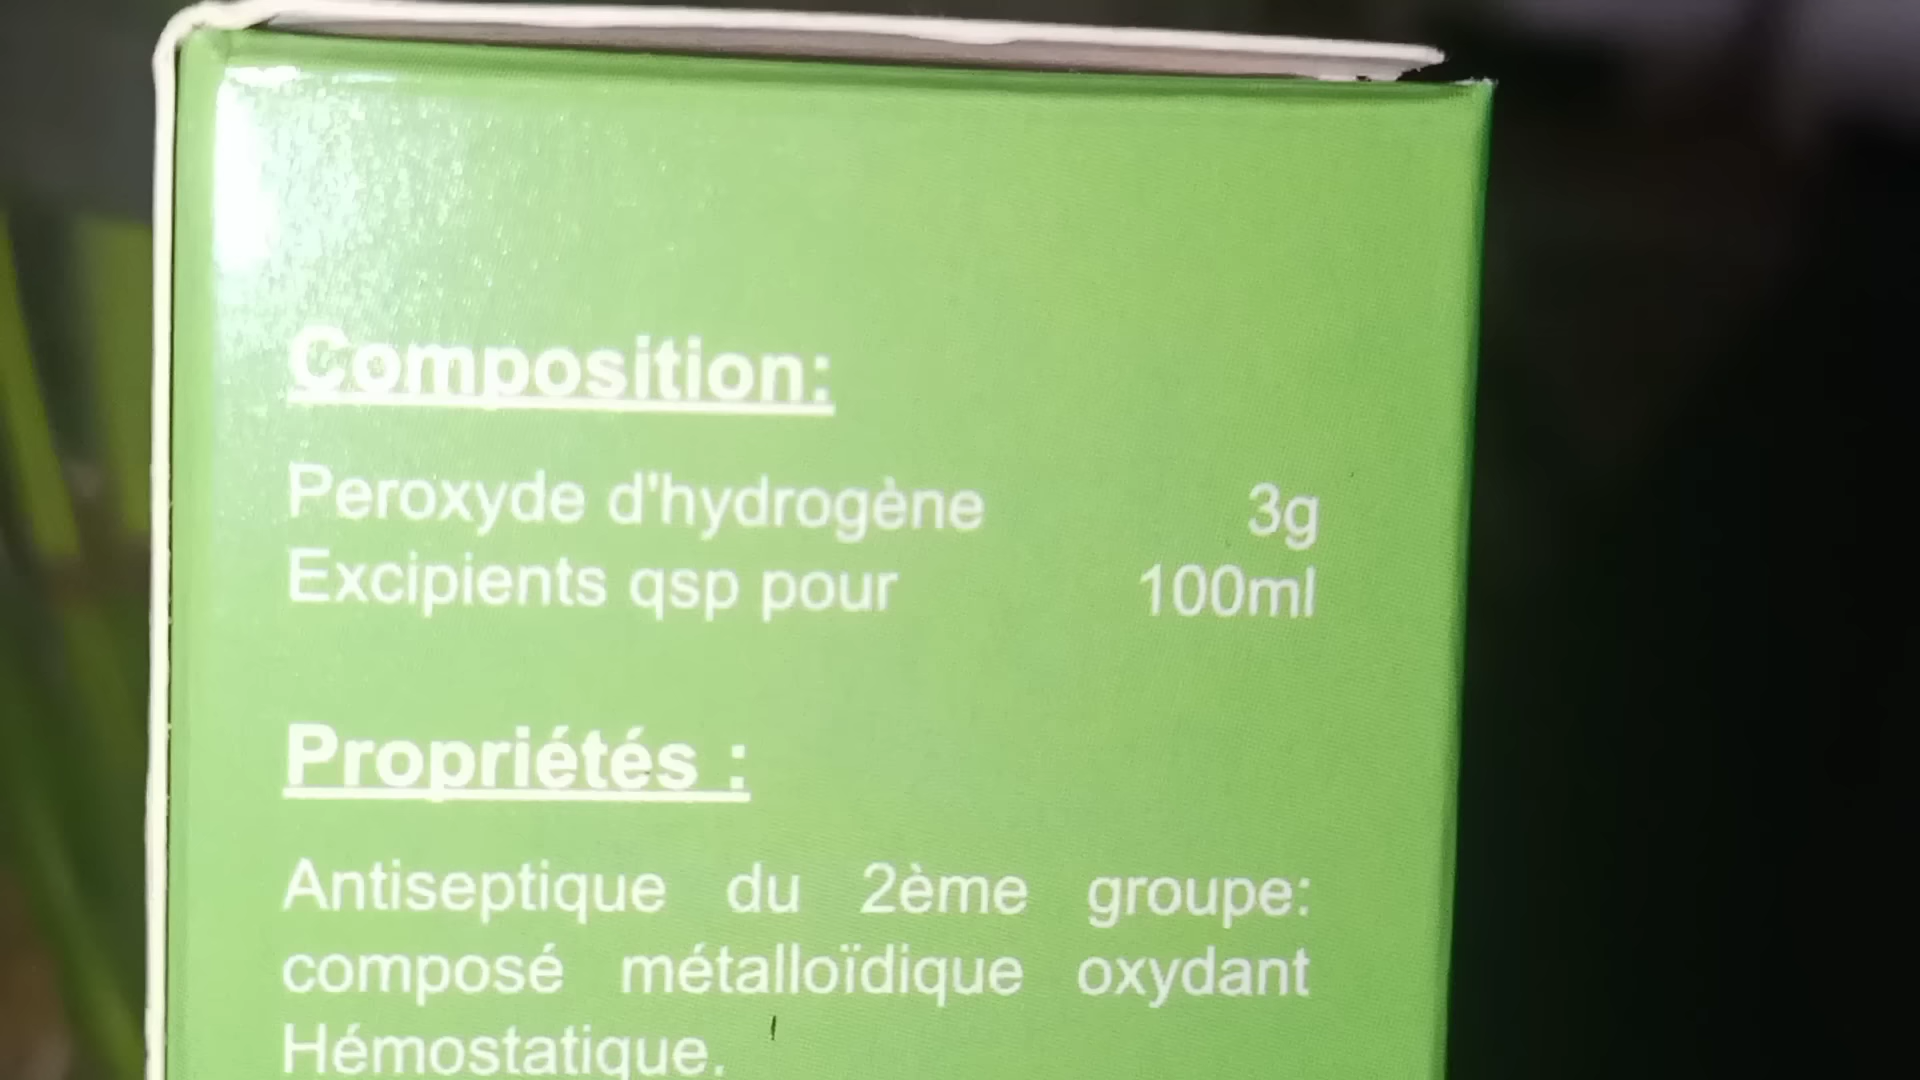 Composition:
Peroxyde d'hydrogène 3g
Excipients qsp pour 100ml
Propriétés :
Antiseptique du 2ème groupe:
composé métalloïdique oxydant
Hémostatique.